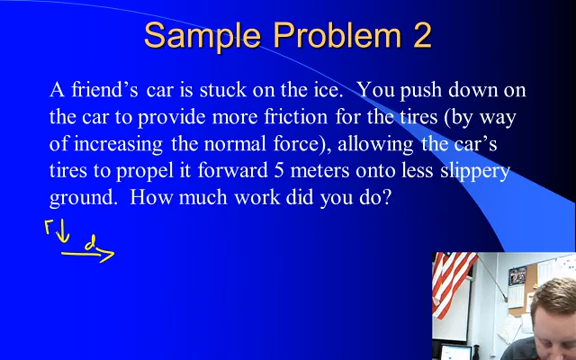 Sample Problem 2
A friend's car is stuck on the ice.  You push down on
the car to provide more friction for the tires (by way
of increasing the normal force), allowing the car's
tires to propel it forward 5 meters onto less slippery
ground.  How much work did you do?
F
d